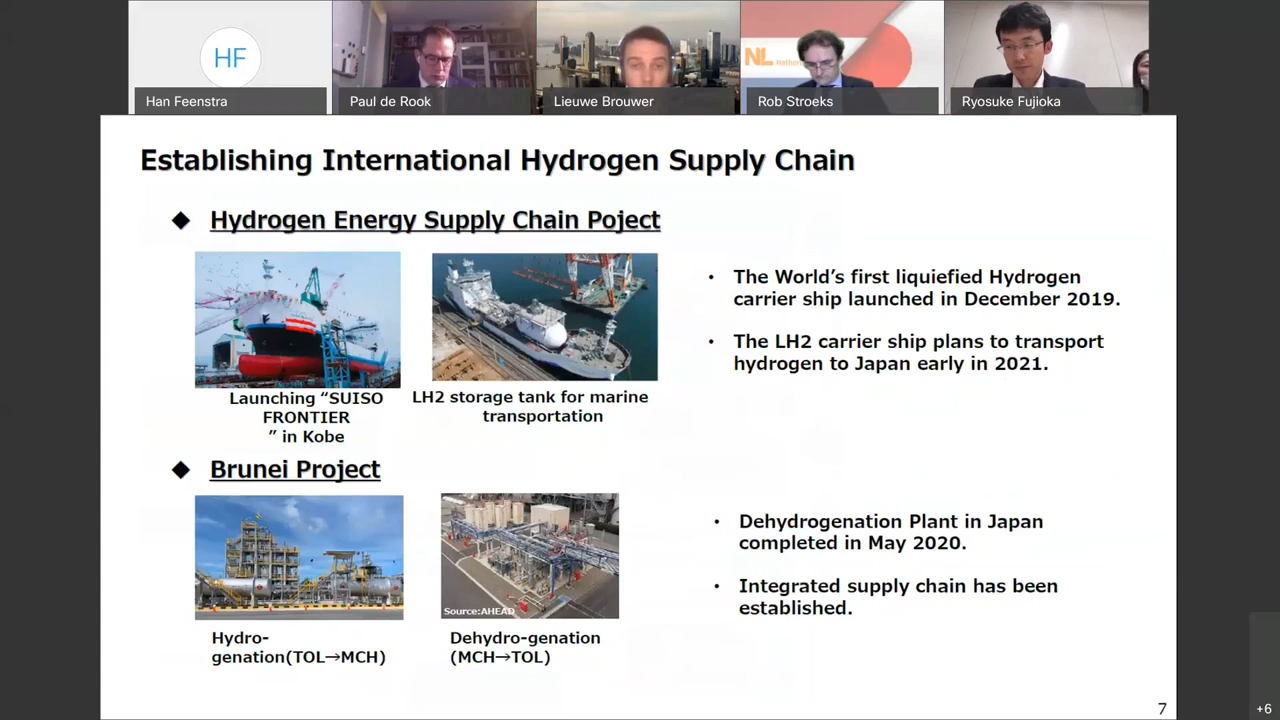 HF
Han Feenstra
Paul de Rook
Lieuwe Brouwer
NL
Rob Stroeks
Ryosuke Fujioka
Establishing International Hydrogen Supply Chain
◆ Hydrogen Energy Supply Chain Poject
• The World’s first liquiefied Hydrogen
carrier ship launched in December 2019.
• The LH2 carrier ship plans to transport
hydrogen to Japan early in 2021.
Launching “SUISO
FRONTIER
” in Kobe
LH2 storage tank for marine
transportation
◆ Brunei Project
• Dehydrogenation Plant in Japan
completed in May 2020.
• Integrated supply chain has been
established.
Source:AHEAD
Hydro-
genation(TOL→MCH)
Dehydro-genation
(MCH→TOL)
7
+6